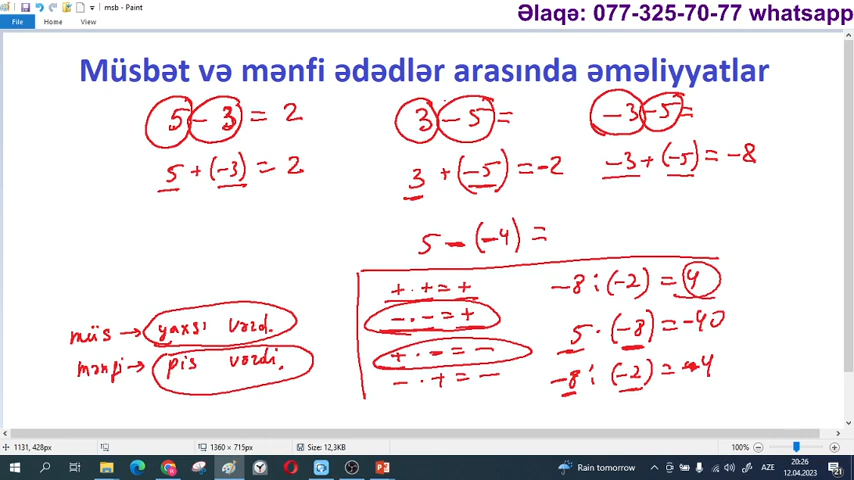 msb - Paint
Əlaqə: 077-325-70-77 whatsapp
File Home View
Müsbət və mənfi ədədlər arasında əməliyyatlar
5 - 3 = 2
3 - 5 =
-3 -5 =
5 + (-3) = 2
3 + (-5) = -2
-3 + (-5) = -8
5 - (-4) =
+ . + = +
-8 : (-2) = 4
- . - = +
5 . (-8) = -40
+ . - = -
- . + = -
-8 : (-2) = 4
müs → yaxşı vərd.
mənfi → pis vərdi.
1131, 428px
1360 × 715px
Size: 12,3KB
100%
Rain tomorrow
AZE
20:26
12.04.2023
21